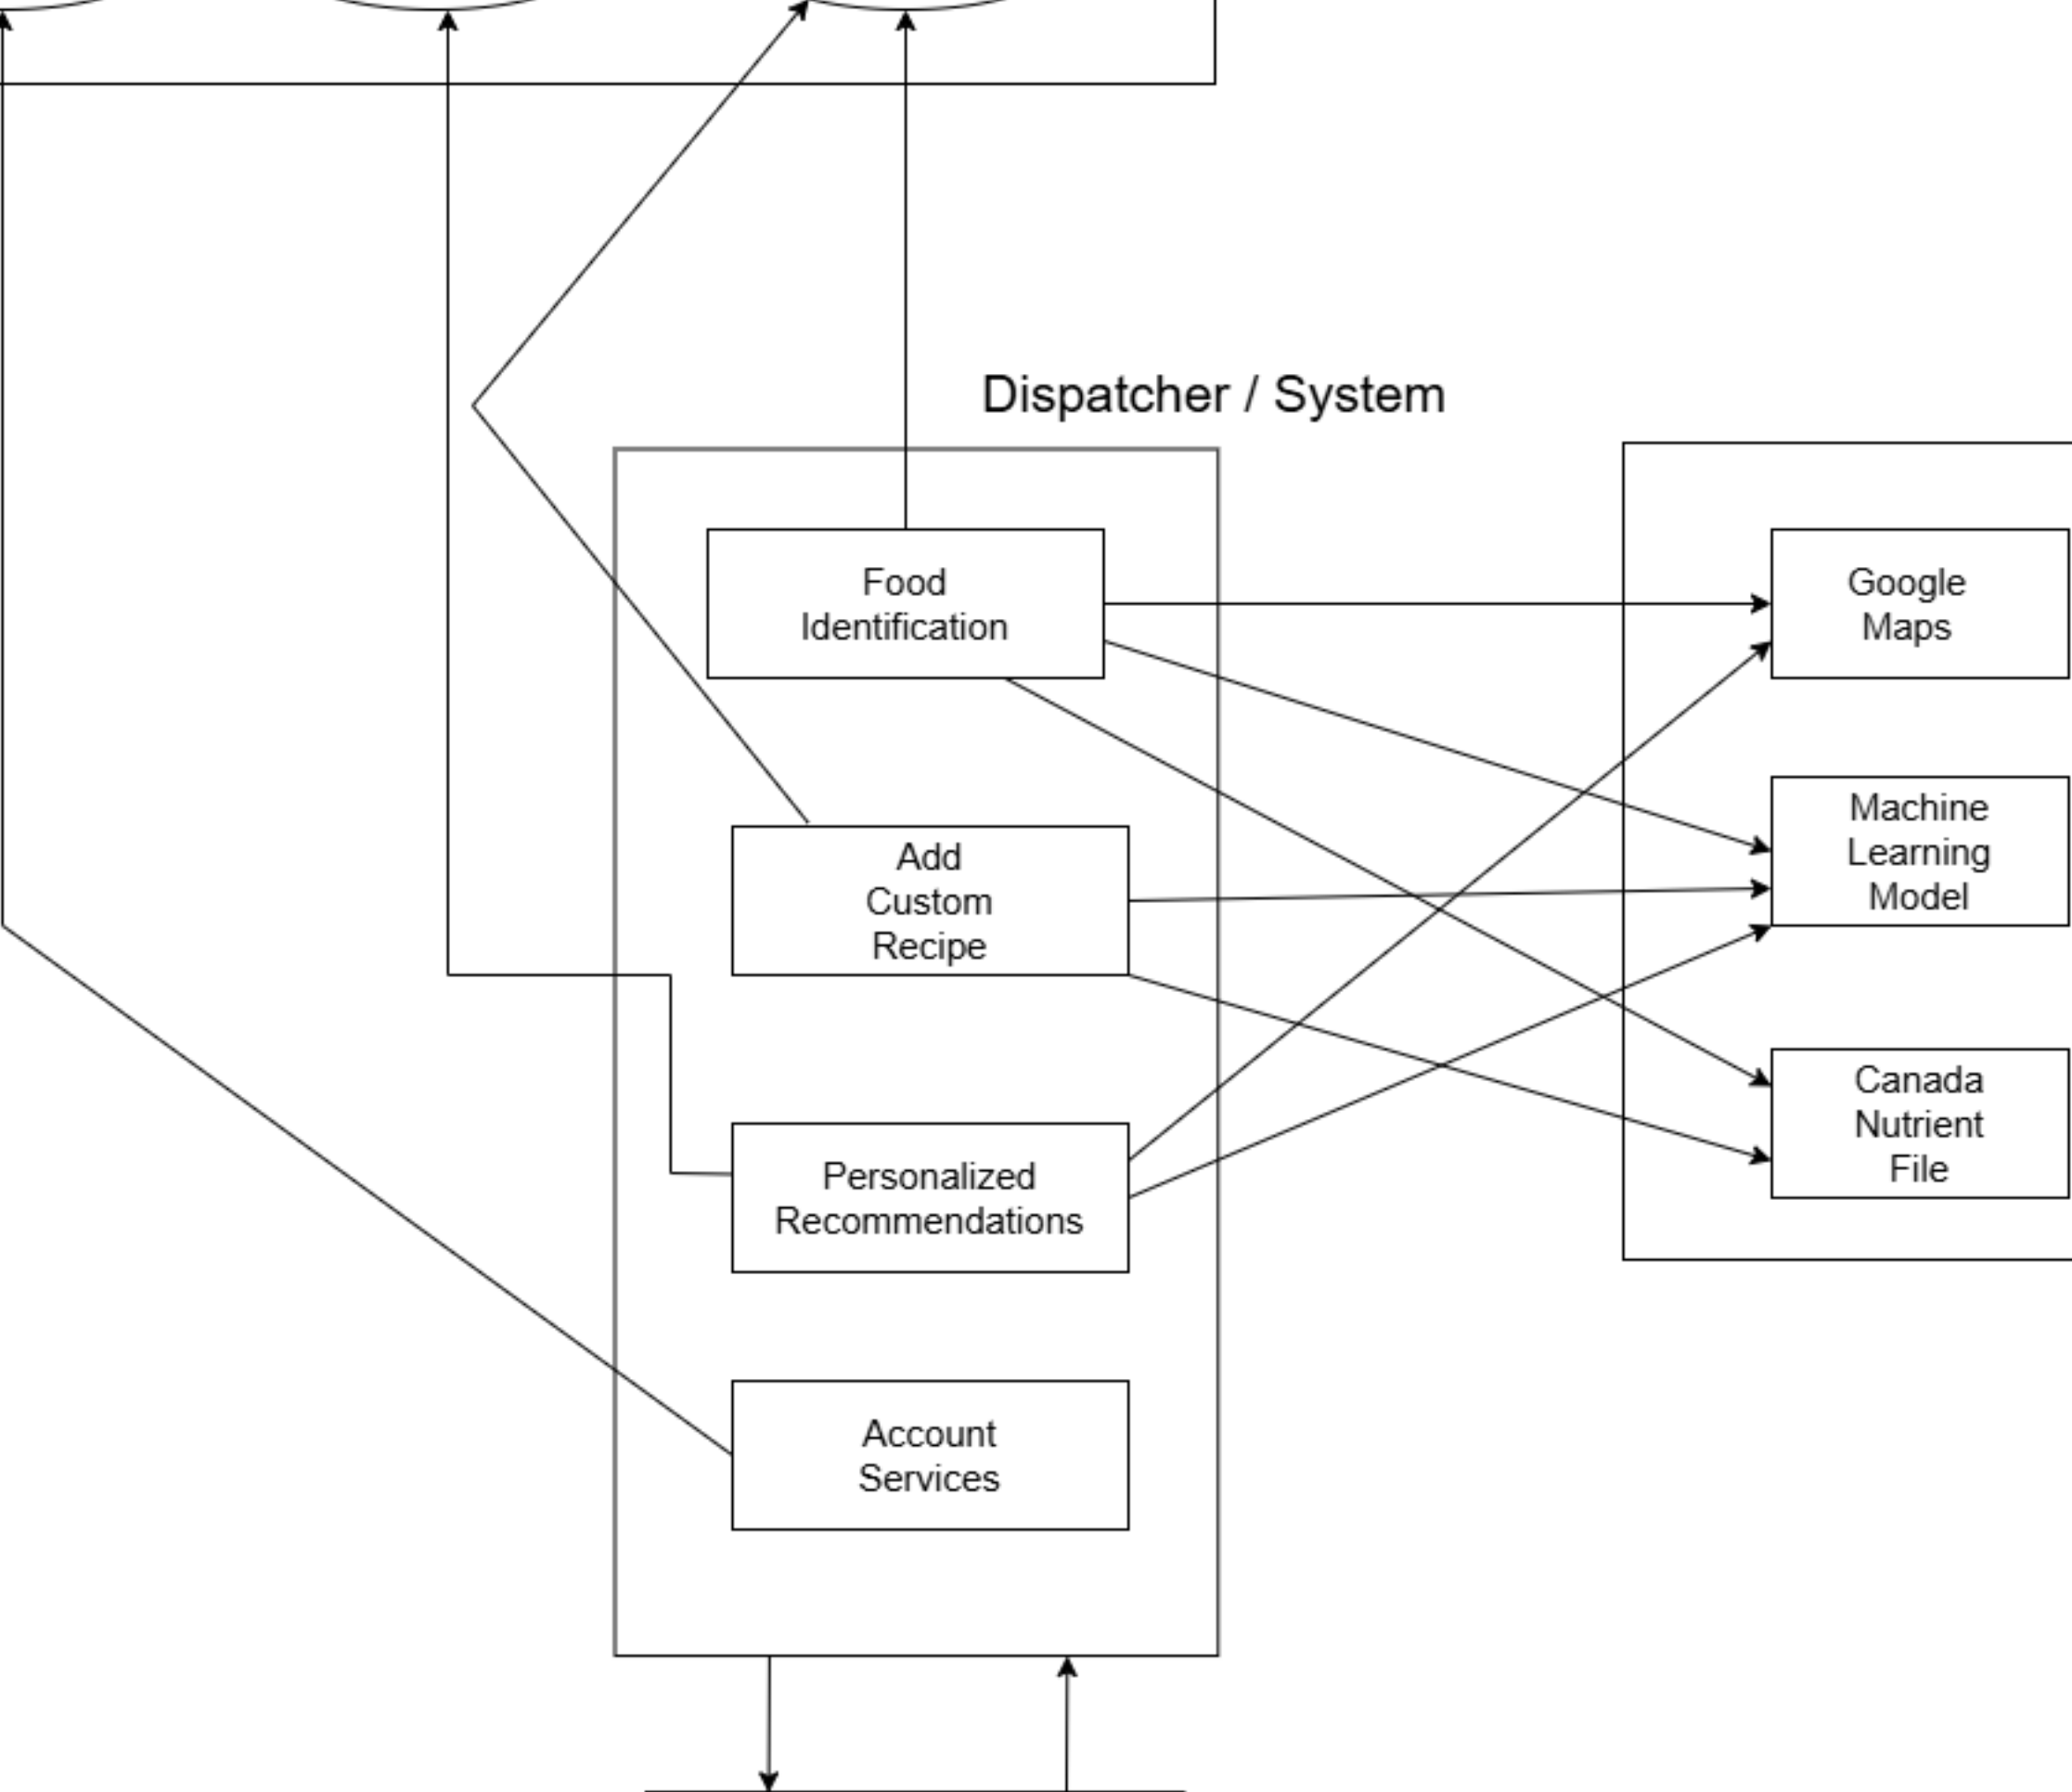 Dispatcher / System
Food
Identification
Add
Custom
Recipe
Personalized
Recommendations
Account
Services
Google
Maps
Machine
Learning
Model
Canada
Nutrient
File